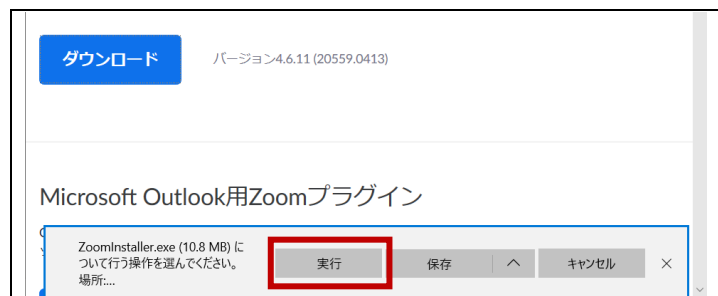 ダウンロード
バージョン4.6.11 (20559.0413)
Microsoft Outlook用Zoomプラグイン
ZoomInstaller.exe (10.8 MB) に
ついて行う操作を選んでください。
場所:...
実行
保存
キャンセル